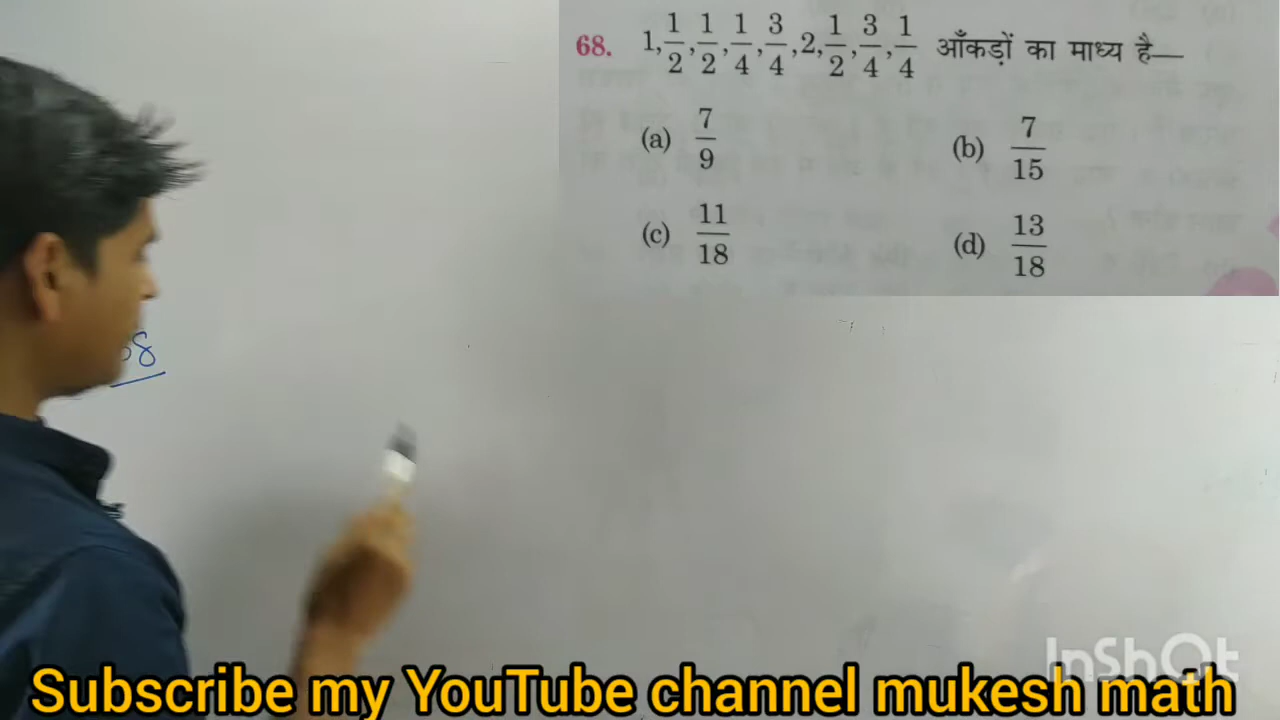 68. 1, 1/2, 1/2, 1/4, 3/4, 2, 1/2, 3/4, 1/4 आँकड़ों का माध्य है—
(a) 7/9 (b) 7/15
(c) 11/18 (d) 13/18
8
InShOt
Subscribe my YouTube channel mukesh math